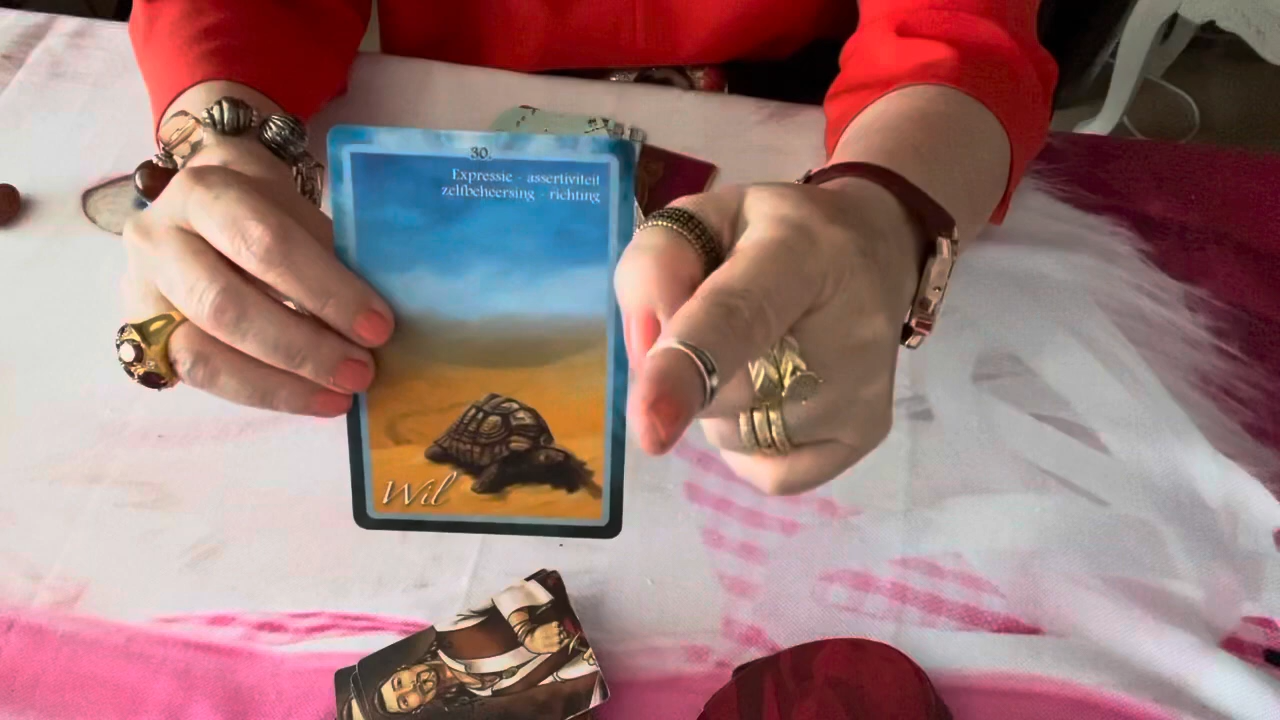 30.
Expressie - assertiviteit
zelfbeheersing - richting
Wil